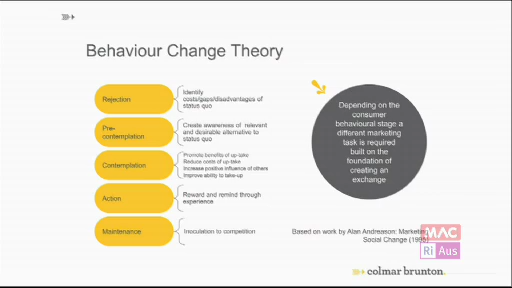 Behaviour Change Theory
Rejection
Identify
costs/gaps/disadvantages of
status quo
Pre-
contemplation
Create awareness of relevant
and desirable alternative to
status quo
Contemplation
Promote benefits of up-take
Reduce costs of up-take
Increase positive influence of others
Improve ability to take-up
Action
Reward and remind through
experience
Maintenance
Inoculation to competition
Depending on the
consumer
behavioural stage a
different marketing
task is required
built on the
foundation of
creating an
exchange
Based on work by Alan Andreason: Marketing
Social Change (1995)
MAC
Ri Aus
colmar brunton.